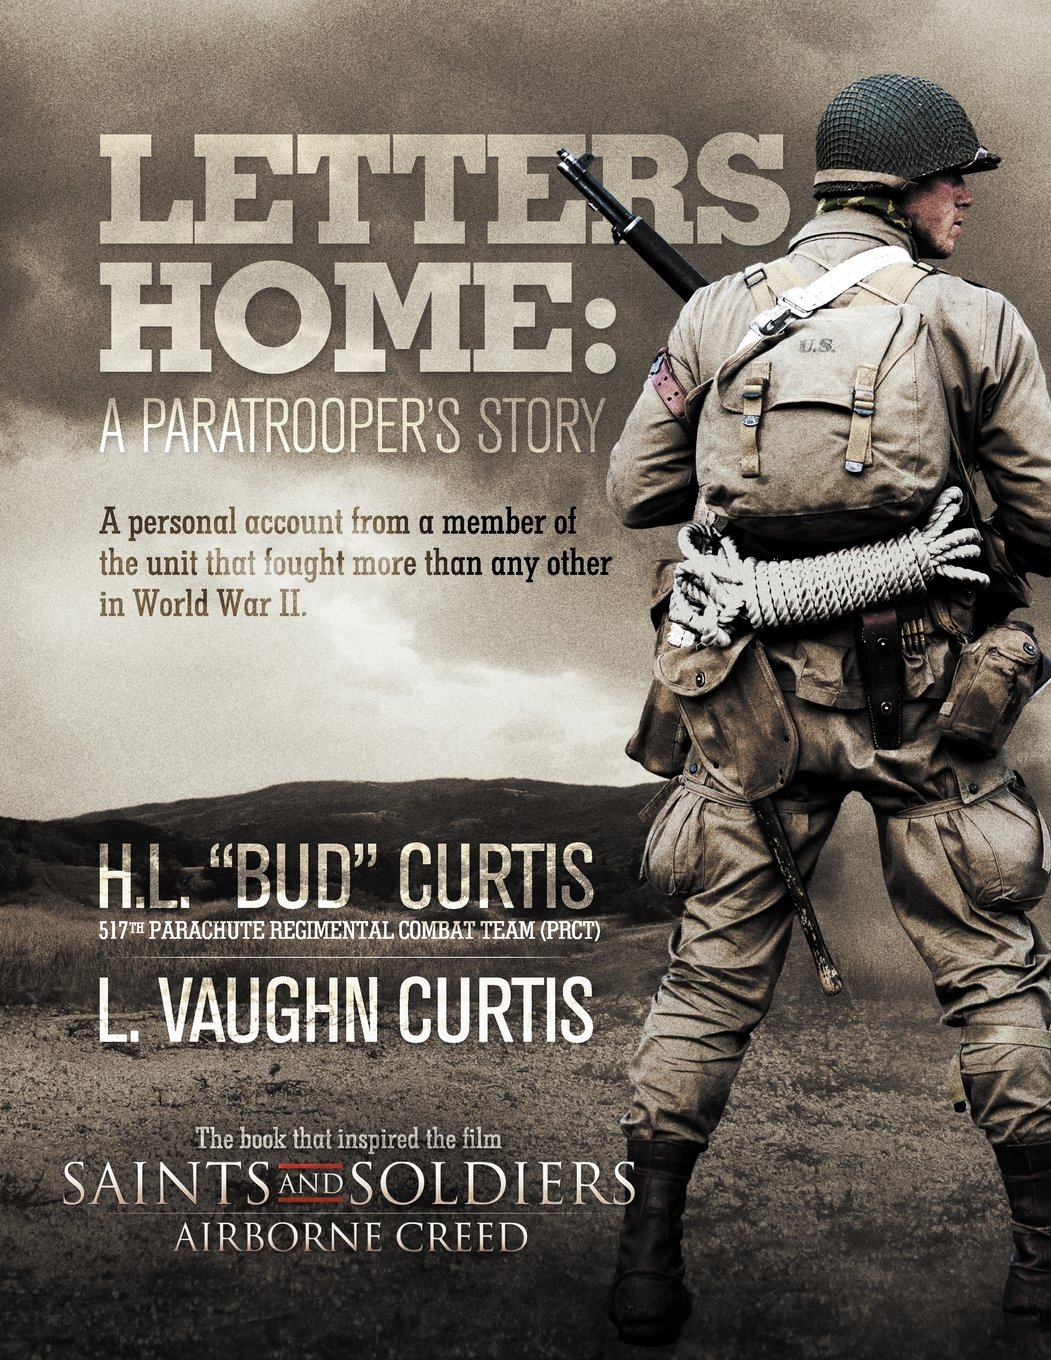 LETTERS
HOME:
A PARATROOPER'S STORY
A personal account from a member of
the unit that fought more than any other
in World War II.
U.S.
H.L. “BUD” CURTIS
517TH PARACHUTE REGIMENTAL COMBAT TEAM (PRCT)
L. VAUGHN CURTIS
The book that inspired the film
SAINTS AND SOLDIERS
AIRBORNE CREED